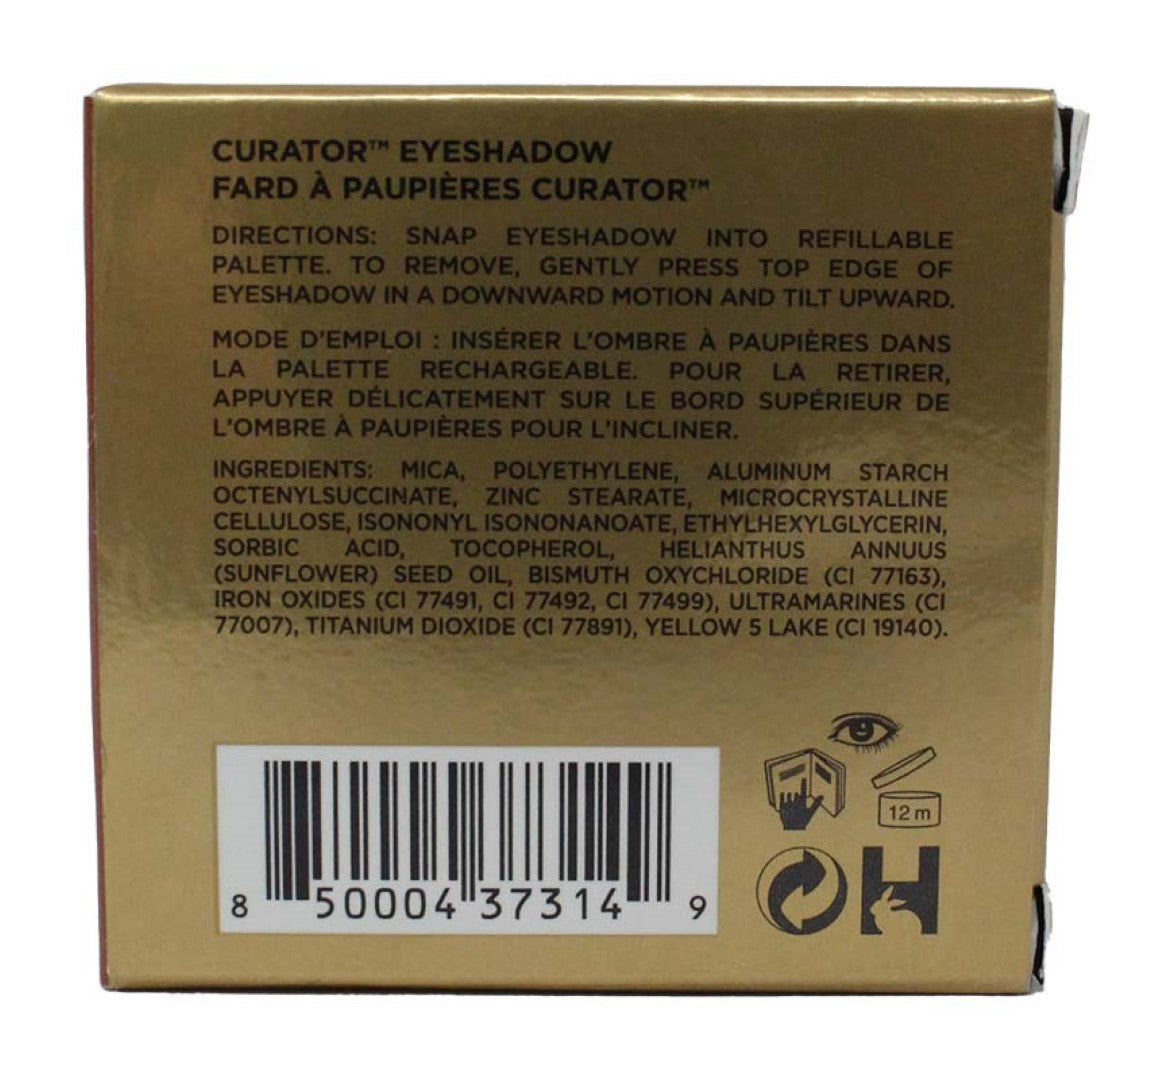 CURATOR™ EYESHADOW
FARD À PAUPIÈRES CURATOR™
DIRECTIONS: SNAP EYESHADOW INTO REFILLABLE
PALETTE. TO REMOVE, GENTLY PRESS TOP EDGE OF
EYESHADOW IN A DOWNWARD MOTION AND TILT UPWARD.
MODE D'EMPLOI : INSÉRER L'OMBRE À PAUPIÈRES DANS
LA PALETTE RECHARGEABLE. POUR LA RETIRER,
APPUYER DÉLICATEMENT SUR LE BORD SUPÉRIEUR DE
L'OMBRE À PAUPIÈRES POUR L'INCLINER.
INGREDIENTS: MICA, POLYETHYLENE, ALUMINUM STARCH
OCTENYLSUCCINATE, ZINC STEARATE, MICROCRYSTALLINE
CELLULOSE, ISONONYL ISONONANOATE, ETHYLHEXYLGLYCERIN,
SORBIC ACID, TOCOPHEROL, HELIANTHUS ANNUUS
(SUNFLOWER) SEED OIL, BISMUTH OXYCHLORIDE (CI 77163),
IRON OXIDES (CI 77491, CI 77492, CI 77499), ULTRAMARINES (CI
77007), TITANIUM DIOXIDE (CI 77891), YELLOW 5 LAKE (CI 19140).
12 m
H
8 50004 37314 9